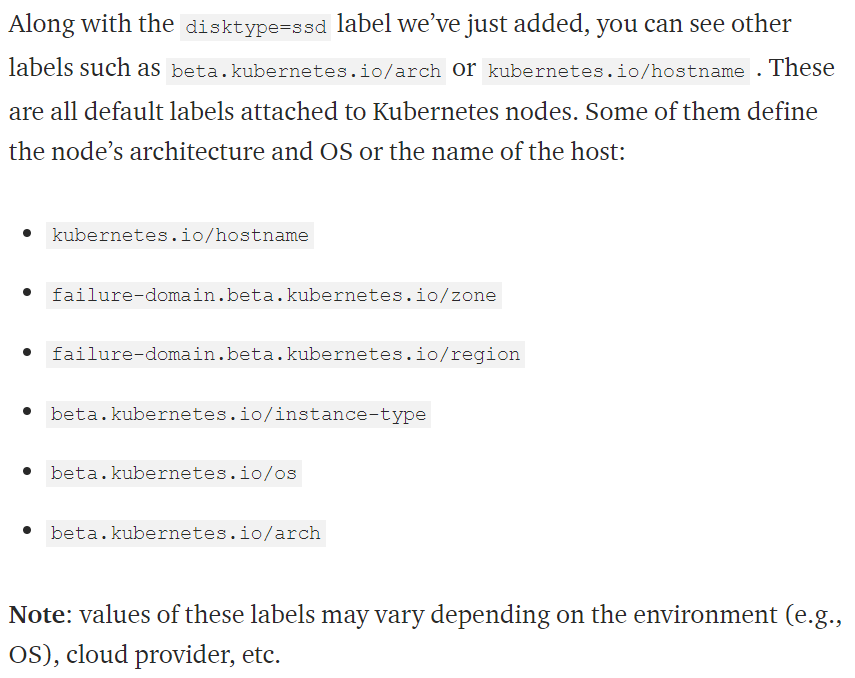 Along with the disktype=ssd label we’ve just added, you can see other
labels such as beta.kubernetes.io/arch or kubernetes.io/hostname . These
are all default labels attached to Kubernetes nodes. Some of them define
the node’s architecture and OS or the name of the host:
• kubernetes.io/hostname
• failure-domain.beta.kubernetes.io/zone
• failure-domain.beta.kubernetes.io/region
• beta.kubernetes.io/instance-type
• beta.kubernetes.io/os
• beta.kubernetes.io/arch
Note: values of these labels may vary depending on the environment (e.g.,
OS), cloud provider, etc.